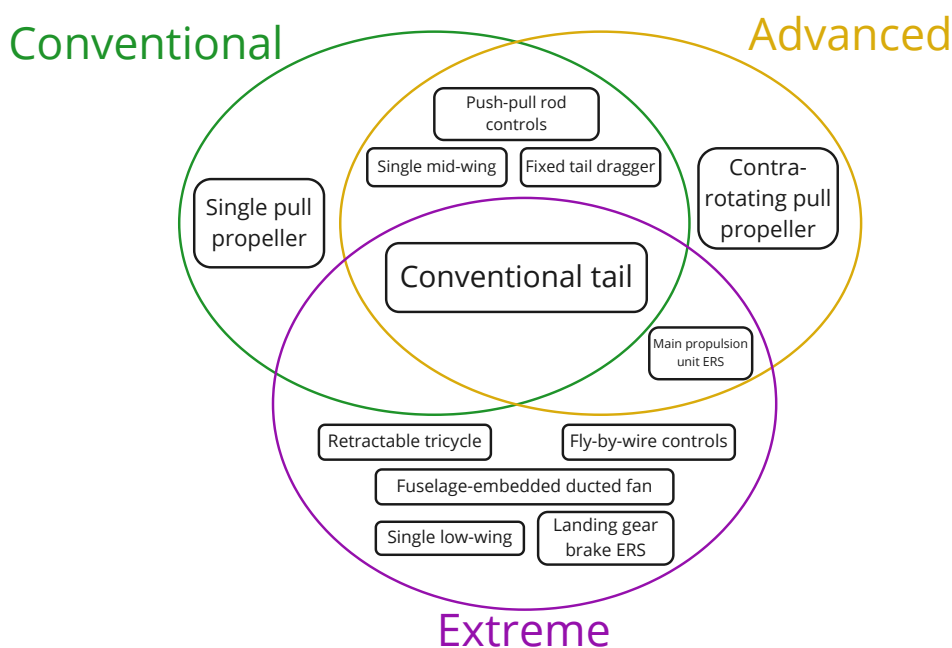 Conventional
Advanced
Push-pull rod
controls
Single mid-wing
Fixed tail dragger
Contra-
rotating pull
propeller
Single pull
propeller
Conventional tail
Main propulsion
unit ERS
Retractable tricycle
Fly-by-wire controls
Fuselage-embedded ducted fan
Single low-wing
Landing gear
brake ERS
Extreme